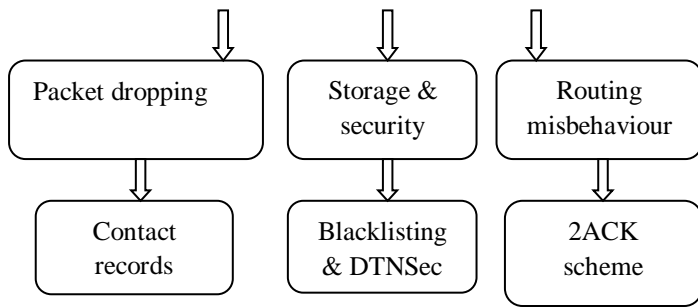 Packet dropping
Storage &
security
Routing
misbehaviour
Contact
records
Blacklisting
& DTNSec
2ACK
scheme